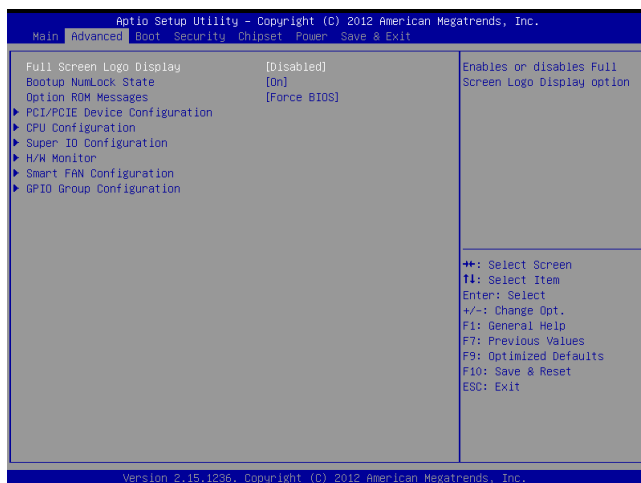 Aptio Setup Utility – Copyright (C) 2012 American Megatrends, Inc.
Main Advanced Boot Security Chipset Power Save & Exit
Full Screen Logo Display [Disabled]
Bootup NumLock State [On]
Option ROM Messages [Force BIOS]
PCI/PCIE Device Configuration
CPU Configuration
Super IO Configuration
H/W Monitor
Smart FAN Configuration
GPIO Group Configuration
Enables or disables Full
Screen Logo Display option
→←: Select Screen
↑↓: Select Item
Enter: Select
+/-: Change Opt.
F1: General Help
F7: Previous Values
F9: Optimized Defaults
F10: Save & Reset
ESC: Exit
Version 2.15.1236. Copyright (C) 2012 American Megatrends, Inc.